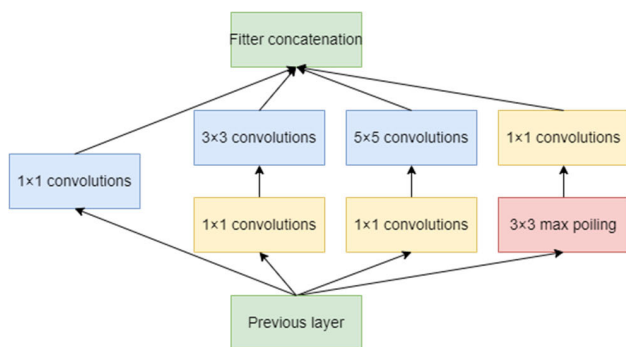 Fitter concatenation
3×3 convolutions
5×5 convolutions
1×1 convolutions
1×1 convolutions
1×1 convolutions
1×1 convolutions
3×3 max poiling
Previous layer